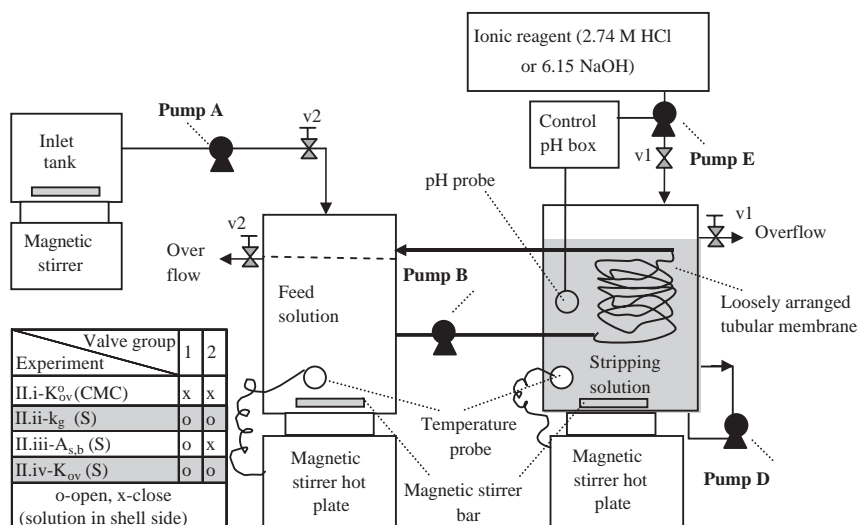 Ionic reagent (2.74 M HCl
or 6.15 NaOH)
Pump A
v2
Inlet
tank
Control
pH box
v1
Pump E
pH probe
Magnetic
stirrer
v2
v1
Over
flow
Overflow
Pump B
Feed
solution
Loosely arranged
tubular membrane
Valve group 1 2
Experiment
II.i-K°ov(CMC) x x
II.ii-kg (S) o o
II.iii-As,b (S) o x
II.iv-Kov (S) o o
o-open, x-close
(solution in shell side)
Stripping
solution
Temperature
probe
Magnetic
stirrer hot
plate
Magnetic stirrer
bar
Magnetic
stirrer hot
plate
Pump D